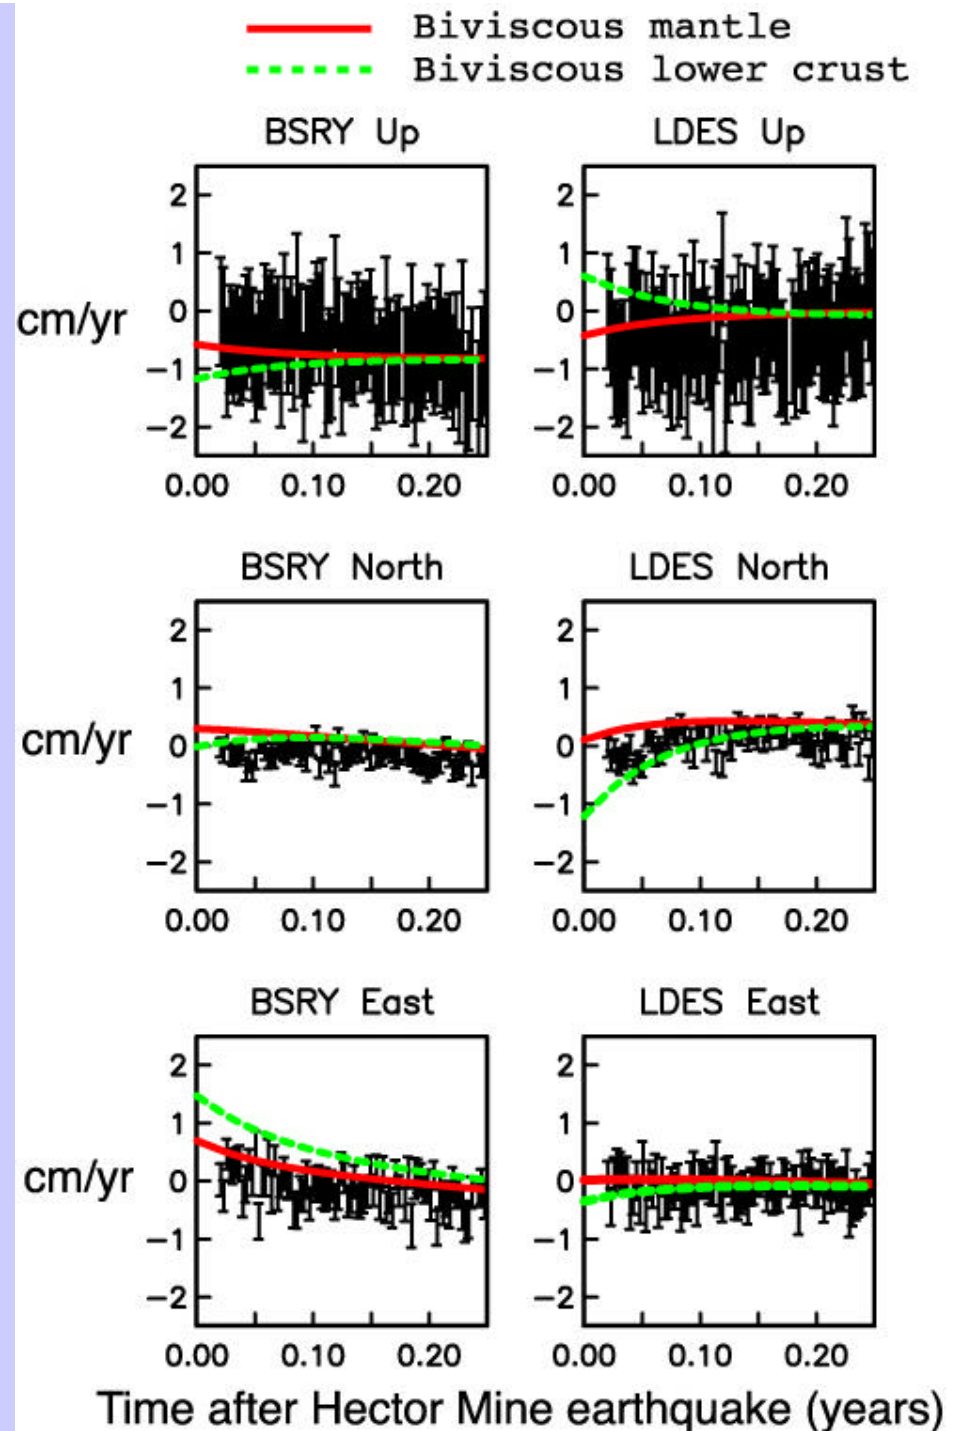 Biviscous mantle
Biviscous lower crust
BSRY Up
LDES Up
2
1
0
−1
−2
cm/yr
0.00 0.10 0.20
2
1
0
−1
−2
0.00 0.10 0.20
BSRY North
LDES North
2
1
0
−1
−2
cm/yr
0.00 0.10 0.20
2
1
0
−1
−2
0.00 0.10 0.20
BSRY East
LDES East
2
1
0
−1
−2
cm/yr
0.00 0.10 0.20
2
1
0
−1
−2
0.00 0.10 0.20
Time after Hector Mine earthquake (years)